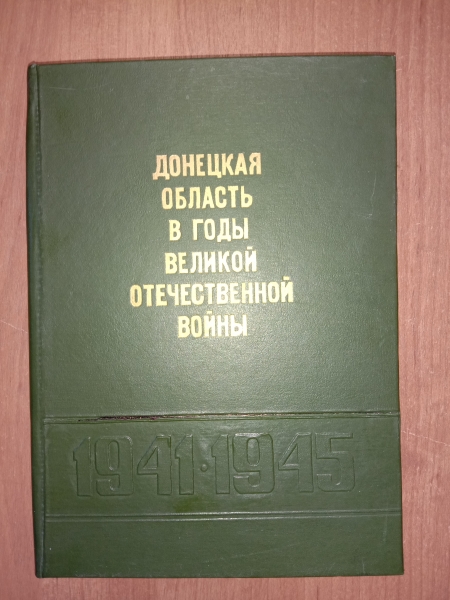 ДОНЕЦКАЯ
ОБЛАСТЬ
В ГОДЫ
ВЕЛИКОЙ
ОТЕЧЕСТВЕННОЙ
ВОЙНЫ
1941·1945